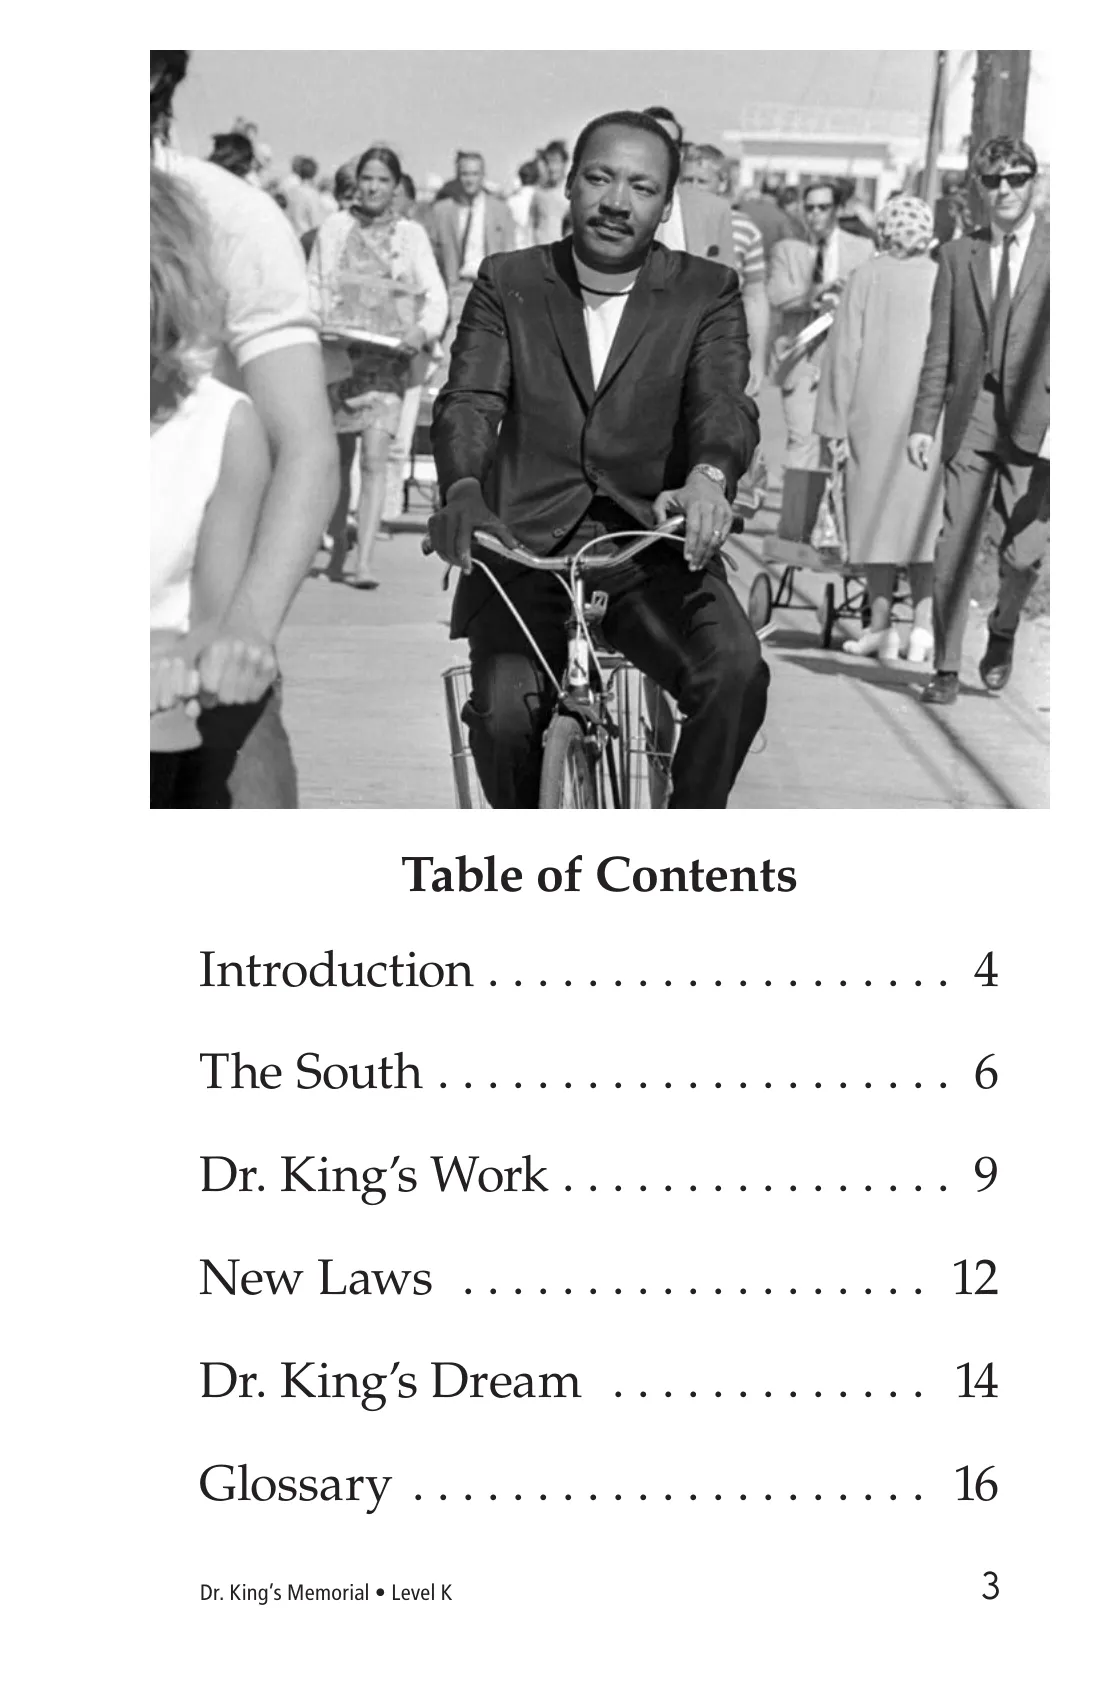 Table of Contents
Introduction . . . . . . . . . . . . . . . . . . . 4
The South . . . . . . . . . . . . . . . . . . . . . 6
Dr. King’s Work . . . . . . . . . . . . . . . . 9
New Laws . . . . . . . . . . . . . . . . . . . 12
Dr. King’s Dream . . . . . . . . . . . . . 14
Glossary . . . . . . . . . . . . . . . . . . . . . 16
Dr. King’s Memorial • Level K 3